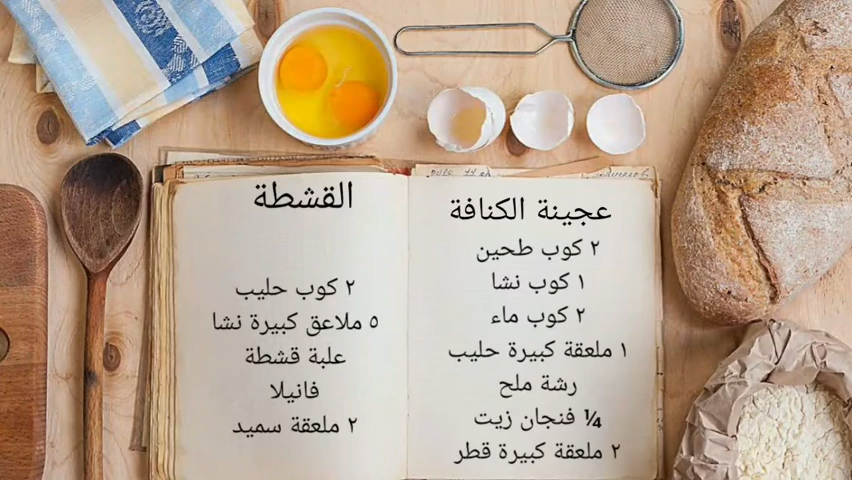 عجينة الكنافة
٢ كوب طحين
١ كوب نشا
٢ كوب ماء
١ ملعقة كبيرة حليب
رشة ملح
¼ فنجان زيت
٢ ملعقة كبيرة قطر
القشطة
٢ كوب حليب
٥ ملاعق كبيرة نشا
علبة قشطة
فانيلا
٢ ملعقة سميد